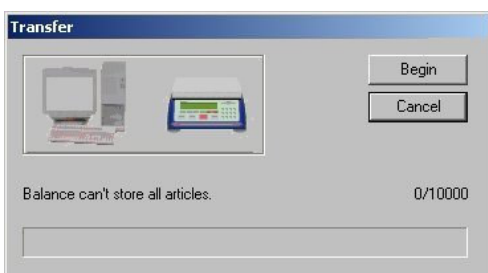 Transfer
Begin
Cancel
Balance can't store all articles.
0/10000